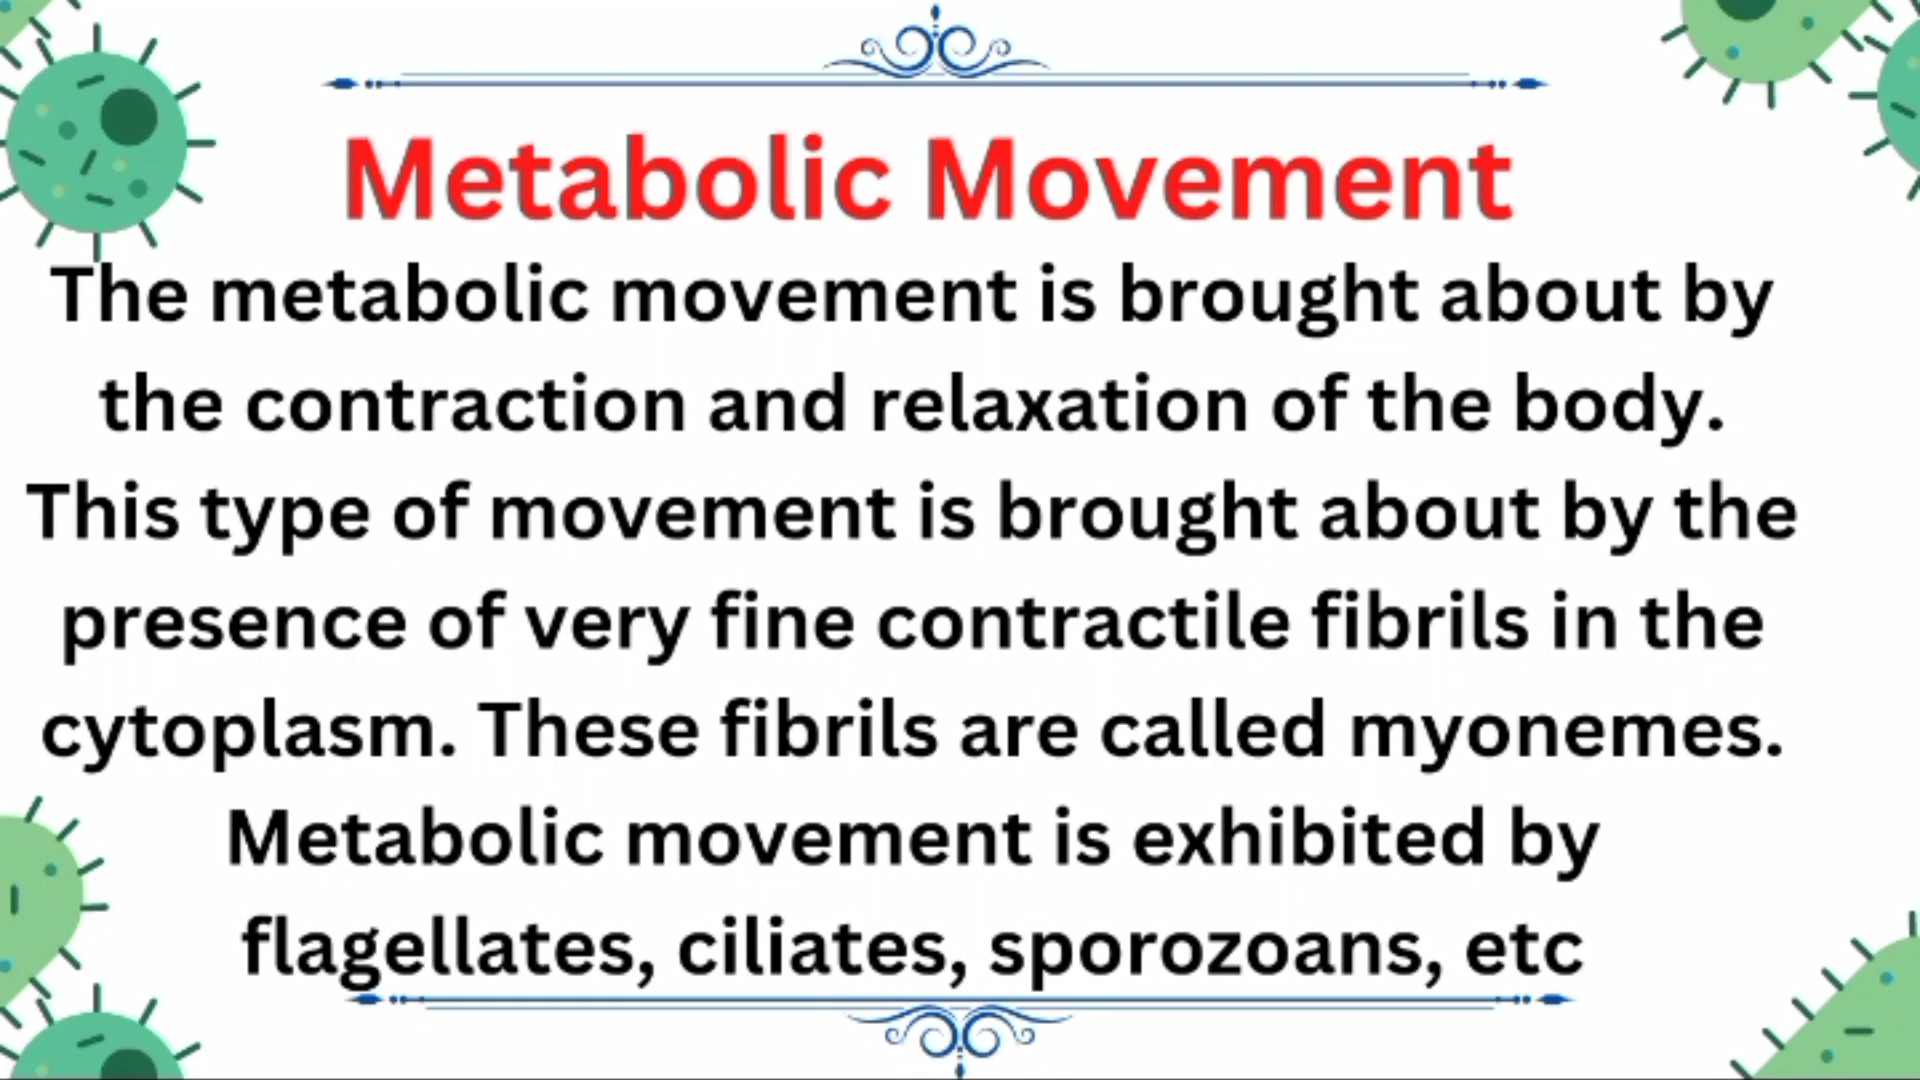 Metabolic Movement
The metabolic movement is brought about by
the contraction and relaxation of the body.
This type of movement is brought about by the
presence of very fine contractile fibrils in the
cytoplasm. These fibrils are called myonemes.
Metabolic movement is exhibited by
flagellates, ciliates, sporozoans, etc